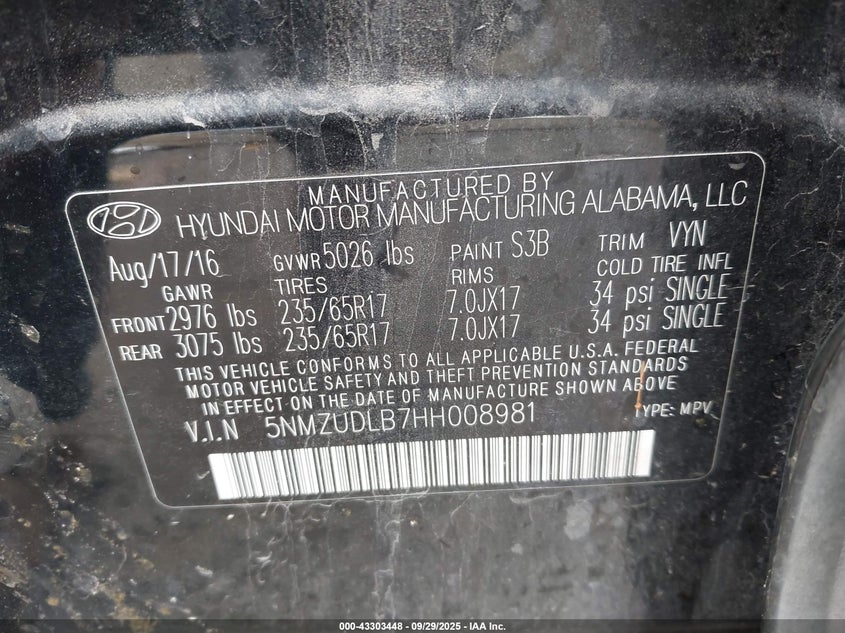 MANUFACTURED BY
HYUNDAI MOTOR MANUFACTURING ALABAMA, LLC
Aug/17/16 GVWR 5026 lbs PAINT S3B TRIM VYN
GAWR TIRES RIMS COLD TIRE INFL
FRONT 2976 lbs 235/65R17 7.0JX17 34 psi SINGLE
REAR 3075 lbs 235/65R17 7.0JX17 34 psi SINGLE
THIS VEHICLE CONFORMS TO ALL APPLICABLE U.S.A. FEDERAL
MOTOR VEHICLE SAFETY AND THEFT PREVENTION STANDARDS
IN EFFECT ON THE DATE OF MANUFACTURE SHOWN ABOVE
V.I.N 5NMZUDLB7HH008981 TYPE: MPV
000-43303448 - 09/29/2025 - IAA Inc.